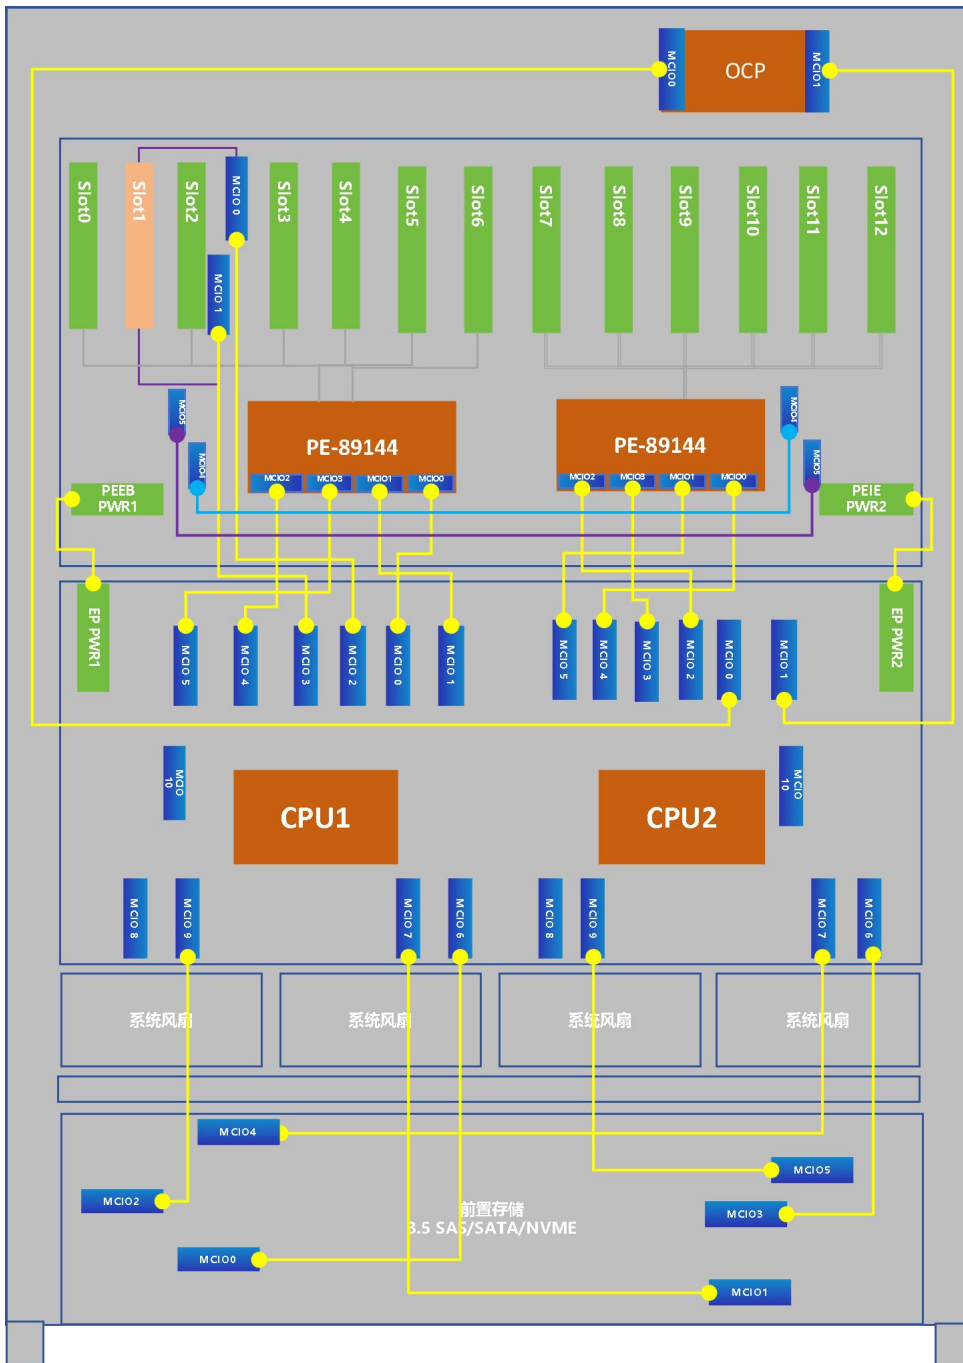 MCIO0
OCP
MCIO1
Slot0
Slot1
Slot2
MCIO 0
Slot3
Slot4
Slot5
Slot6
Slot7
Slot8
Slot9
Slot10
Slot11
Slot12
MCIO 1
MCIO5
MCIO4
PE-89144
MCIO2
MCIO3
MCIO1
MCIO0
PE-89144
MCIO2
MCIO3
MCIO1
MCIO0
MCIO4
MCIO5
PEEB
PWR1
PEIE
PWR2
EP PWR1
MCIO 5
MCIO 4
MCIO 3
MCIO 2
MCIO 0
MCIO 1
MCIO 5
MCIO 4
MCIO 3
MCIO 2
MCIO 0
MCIO 1
EP PWR2
MCIO
10
CPU1
CPU2
MCIO
10
MCIO 8
MCIO 9
MCIO 7
MCIO 6
MCIO 8
MCIO 9
MCIO 7
MCIO 6
系统风扇
系统风扇
系统风扇
系统风扇
MCIO4
MCIO5
MCIO2
MCIO3
前置存储
3.5 SAS/SATA/NVME
MCIO0
MCIO1